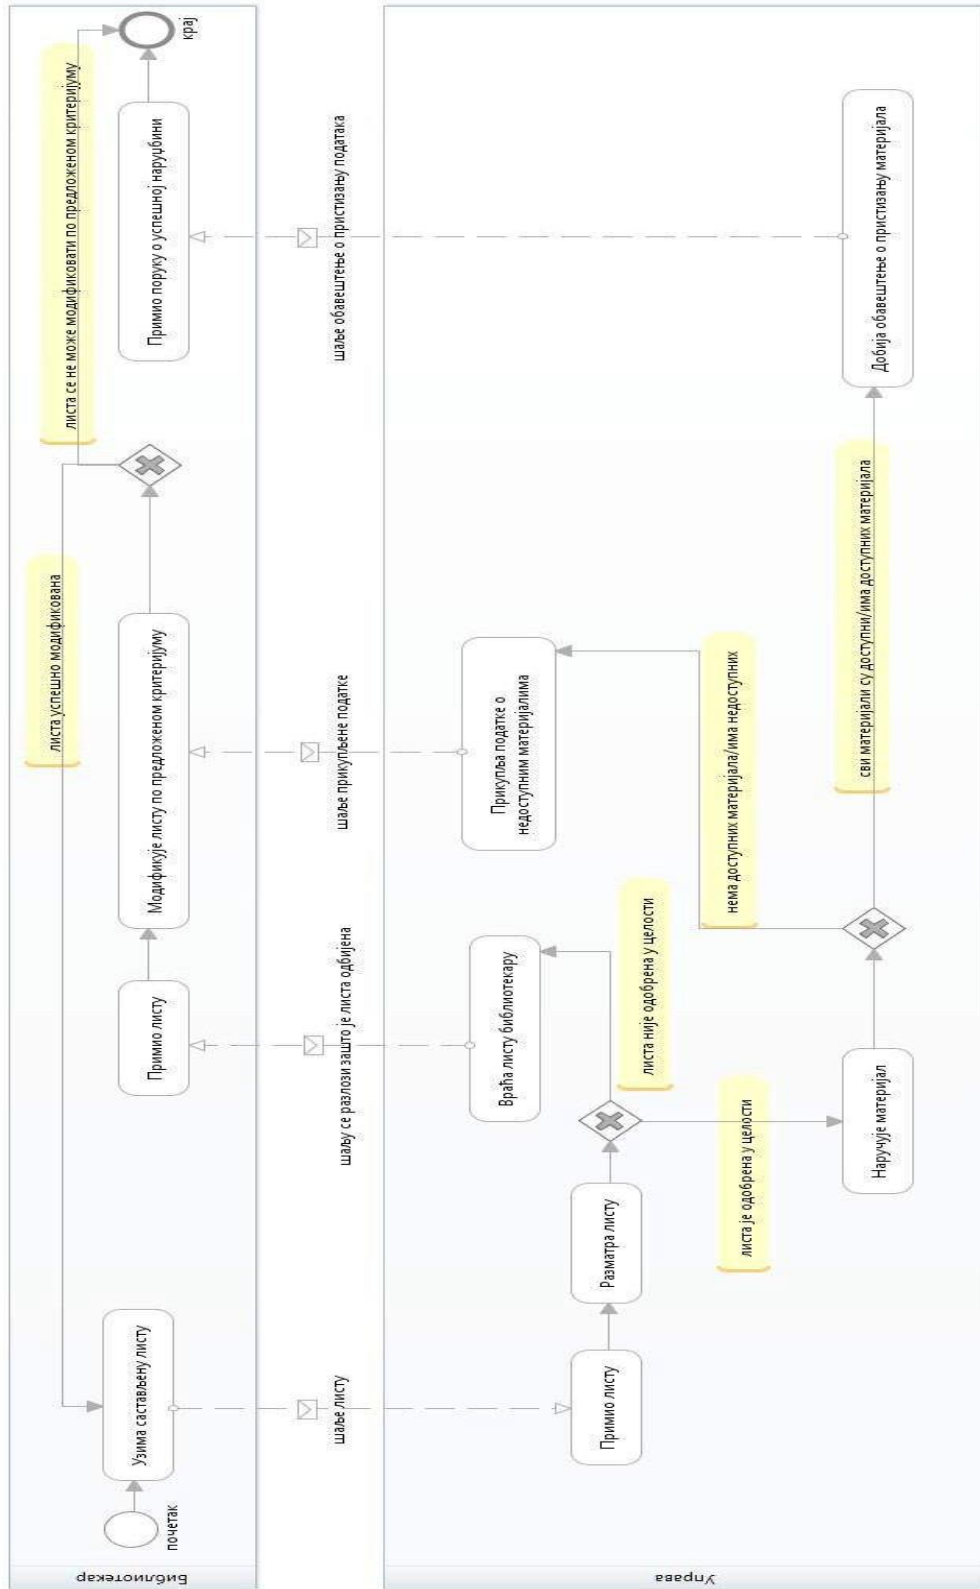 Библиотекар
почетак
Узима састављену листу
листа успешно модификована
Примио листу
Модификује листу по предложеном критеријуму
листа се не може модификовати по предложеном критеријуму
Примио поруку о успешној наруџбини
крај
шаље листу
шаљу се разлози зашто је листа одбијена
шаље прикупљене податке
шаље обавештење о пристизању података
Управа
Примио листу
Разматра листу
Враћа листу библиотекару
листа није одобрена у целости
листа је одобрена у целости
Прикупља податке о
недоступним материјалима
нема доступних материјала/има недоступних
Наручује материјал
сви материјали су доступни/има доступних материјала
Добија обавештење о пристизању материјала